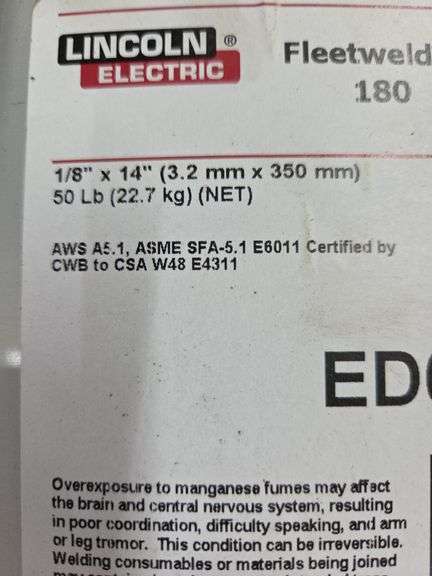 LINCOLN ®
ELECTRIC
Fleetweld
180
1/8" x 14" (3.2 mm x 350 mm)
50 Lb (22.7 kg) (NET)
AWS A5.1, ASME SFA-5.1 E6011 Certified by
CWB to CSA W48 E4311
Overexposure to manganese fumes may affect
the brain and central nervous system, resulting
in poor coordination, difficulty speaking, and arm
or leg tremor. This condition can be irreversible.
Welding consumables or materials being joined